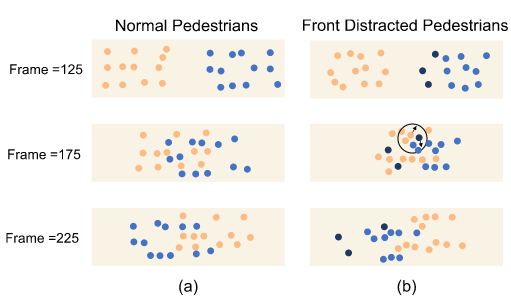 Normal Pedestrians Front Distracted Pedestrians
Frame =125
Frame =175
Frame =225
(a) (b)